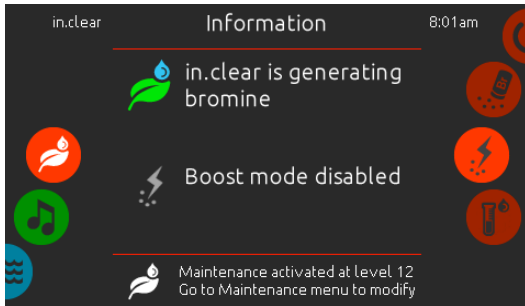 in.clear
Information
8:01am
in.clear is generating
bromine
Boost mode disabled
Maintenance activated at level 12
Go to Maintenance menu to modify